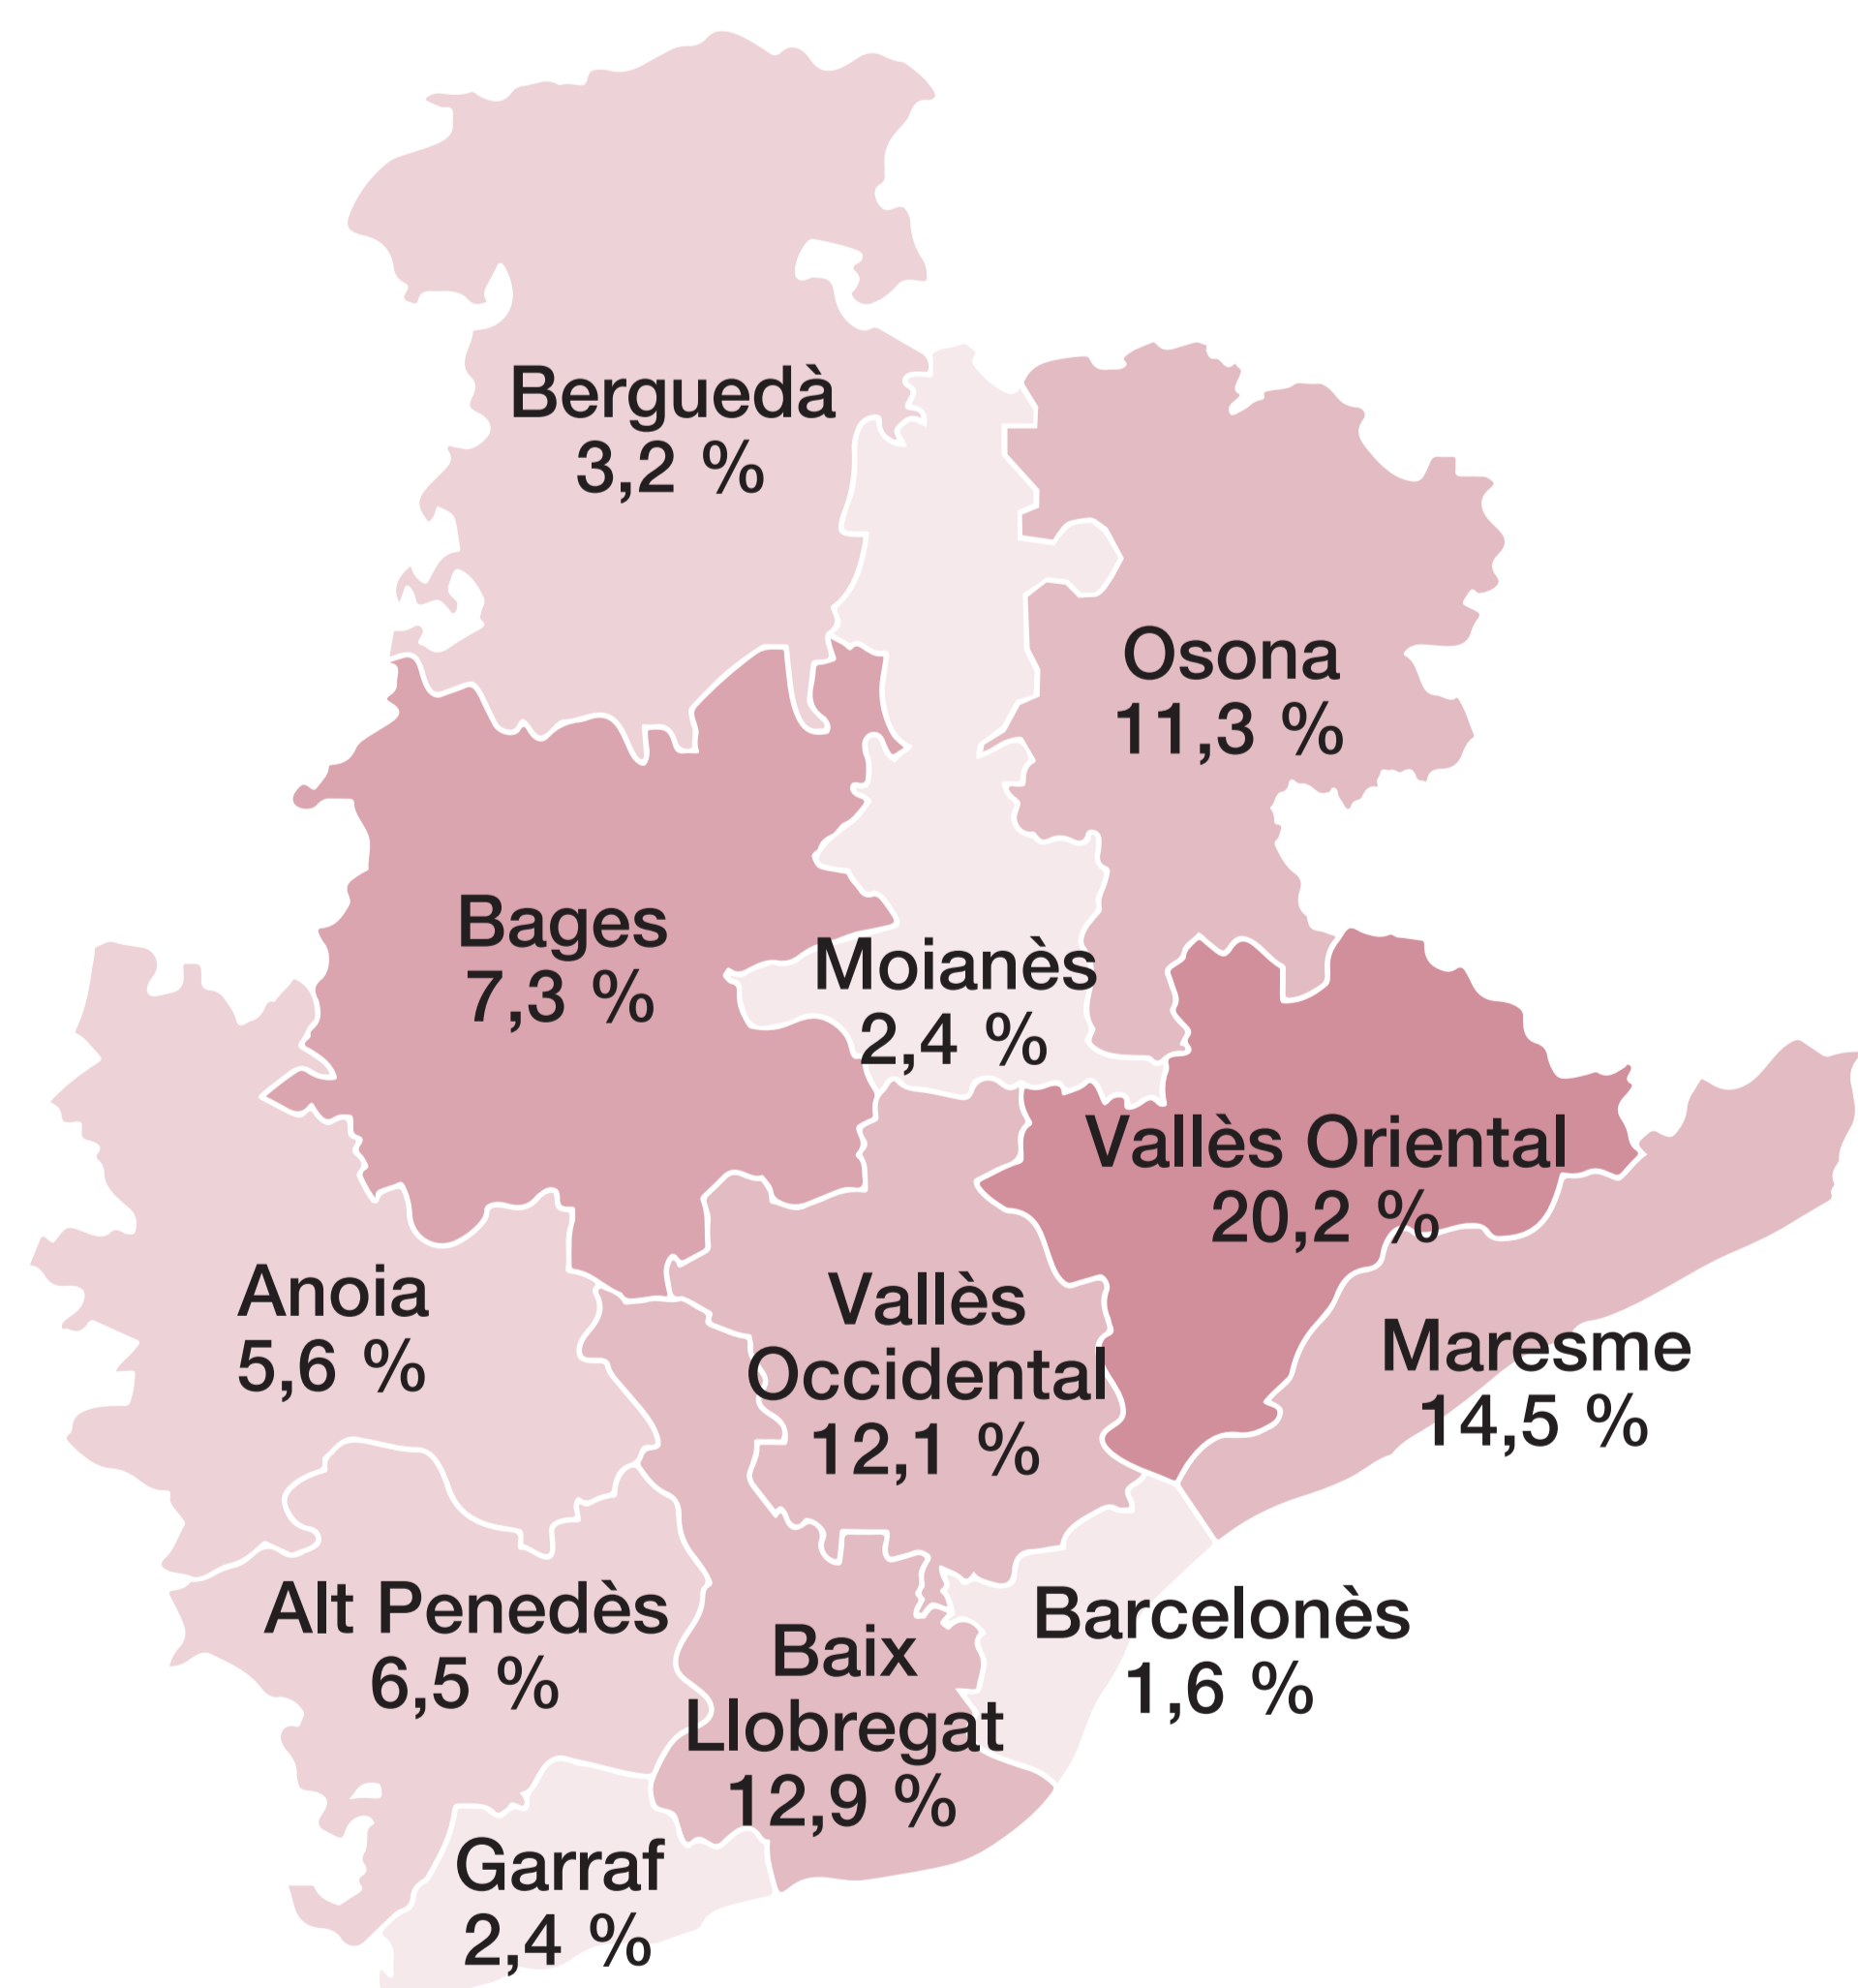 Berguedà
3,2 %
Osona
11,3 %
Bages
7,3 %
Moianès
2,4 %
Vallès Oriental
20,2 %
Anoia
5,6 %
Vallès
Occidental
12,1 %
Maresme
14,5 %
Alt Penedès
6,5 %
Baix
Llobregat
12,9 %
Barcelonès
1,6 %
Garraf
2,4 %